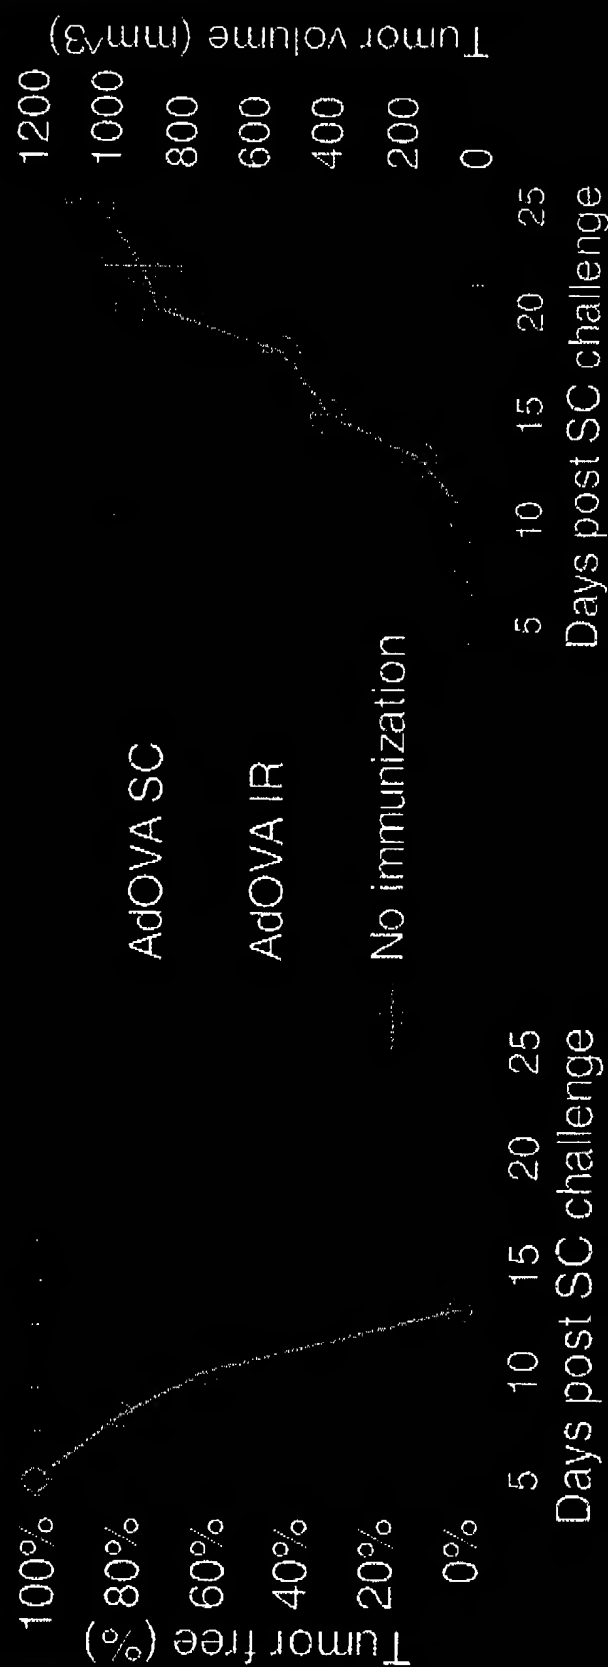 Tumor free (%)
100%
80%
60%
40%
20%
0%
5 10 15 20 25
Days post SC challenge
AdOVA SC
AdOVA IR
No immunization
Tumor volume (mm^3)
1200
1000
800
600
400
200
0
5 10 15 20 25
Days post SC challenge